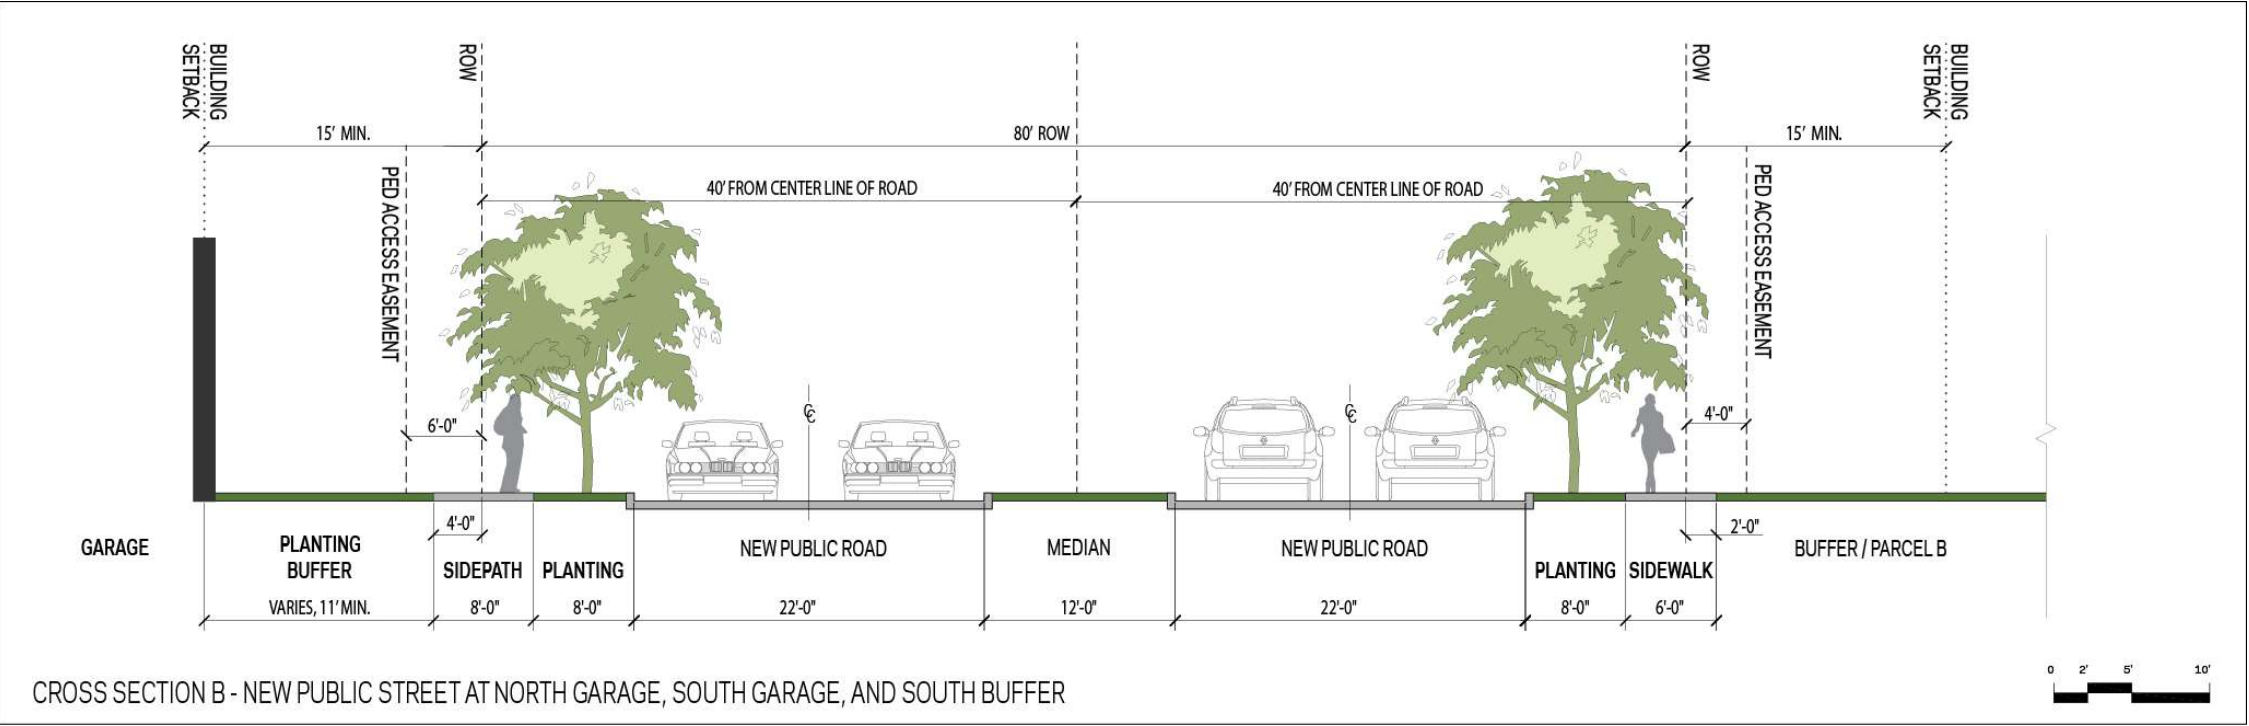 BUILDING
SETBACK
ROW
ROW
BUILDING
SETBACK
15' MIN.
80' ROW
15' MIN.
PED ACCESS EASEMENT
40' FROM CENTER LINE OF ROAD
40' FROM CENTER LINE OF ROAD
PED ACCESS EASEMENT
6'-0"
CL
CL
4'-0"
4'-0"
2'-0"
GARAGE
PLANTING
BUFFER
SIDEPATH
PLANTING
NEW PUBLIC ROAD
MEDIAN
NEW PUBLIC ROAD
PLANTING
SIDEWALK
BUFFER / PARCEL B
VARIES, 11' MIN.
8'-0"
8'-0"
22'-0"
12'-0"
22'-0"
8'-0"
6'-0"
0 2' 5' 10'
CROSS SECTION B - NEW PUBLIC STREET AT NORTH GARAGE, SOUTH GARAGE, AND SOUTH BUFFER